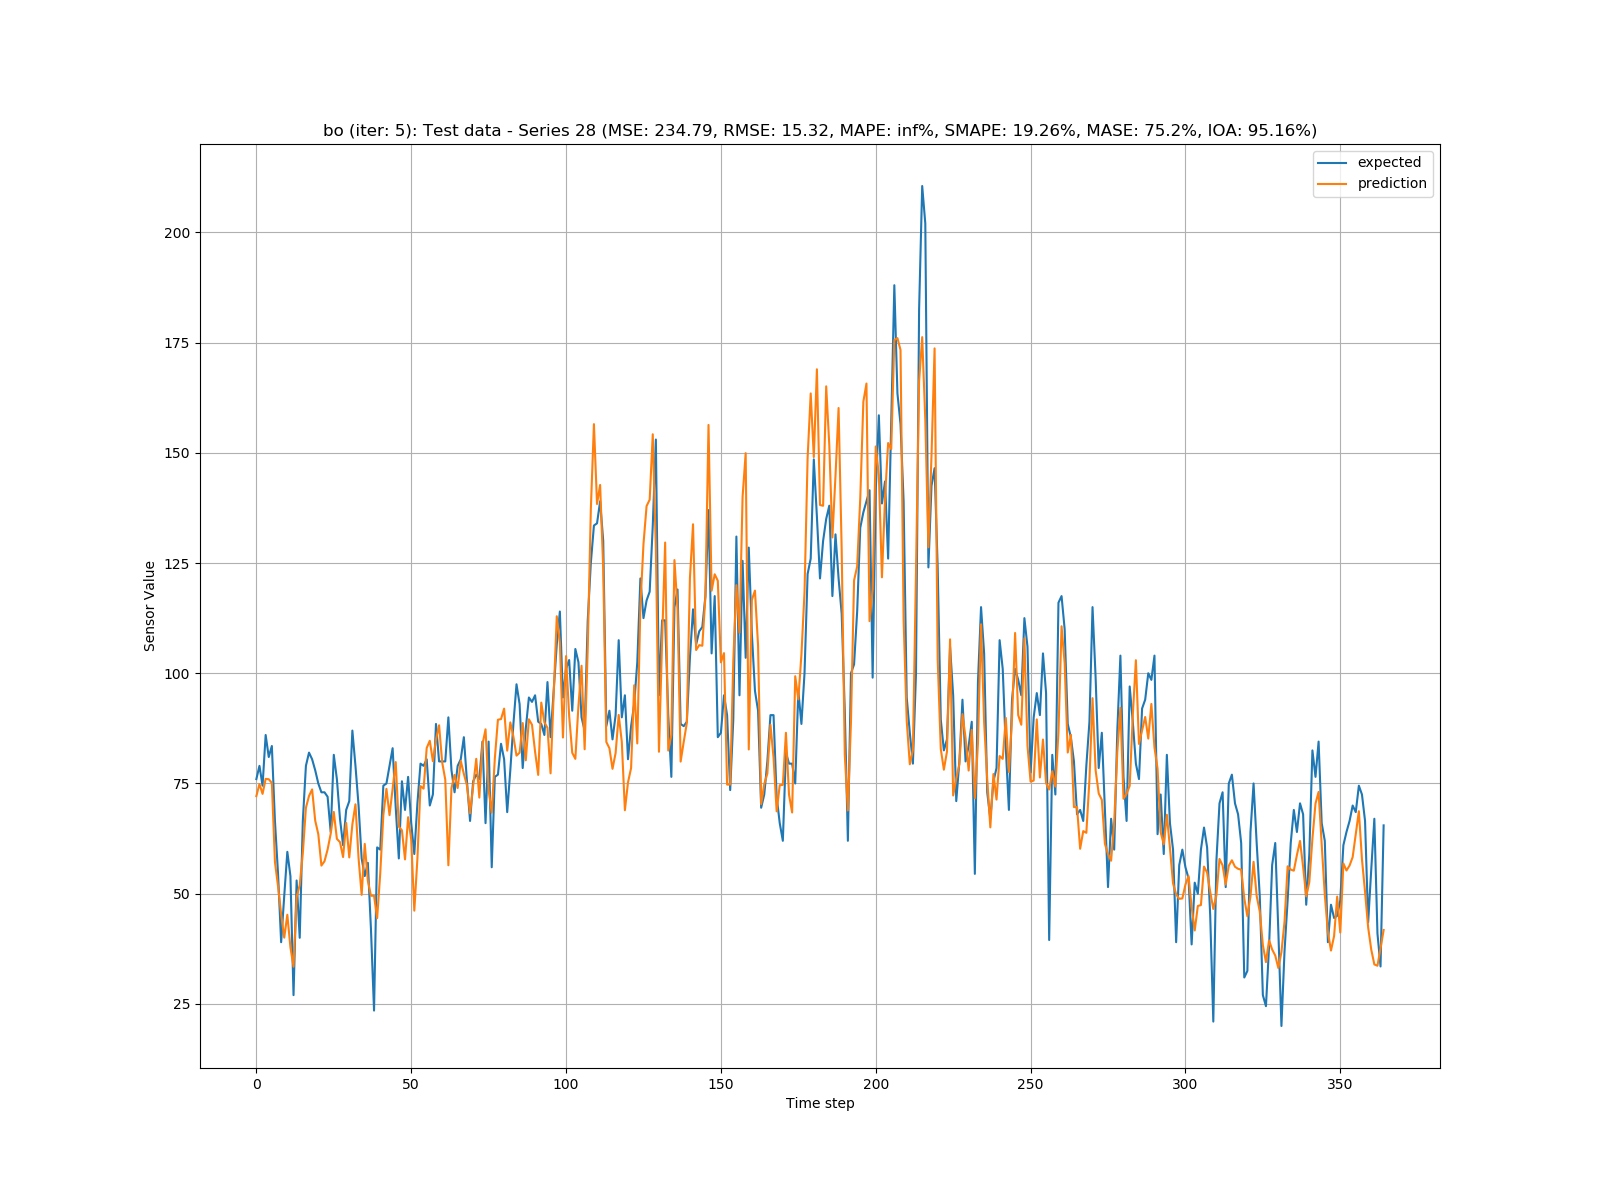 bo (iter: 5): Test data - Series 28 (MSE: 234.79, RMSE: 15.32, MAPE: inf%, SMAPE: 19.26%, MASE: 75.2%, IOA: 95.16%)
expected
prediction
200
175
150
125
100
75
50
25
Sensor Value
0 50 100 150 200 250 300 350
Time step